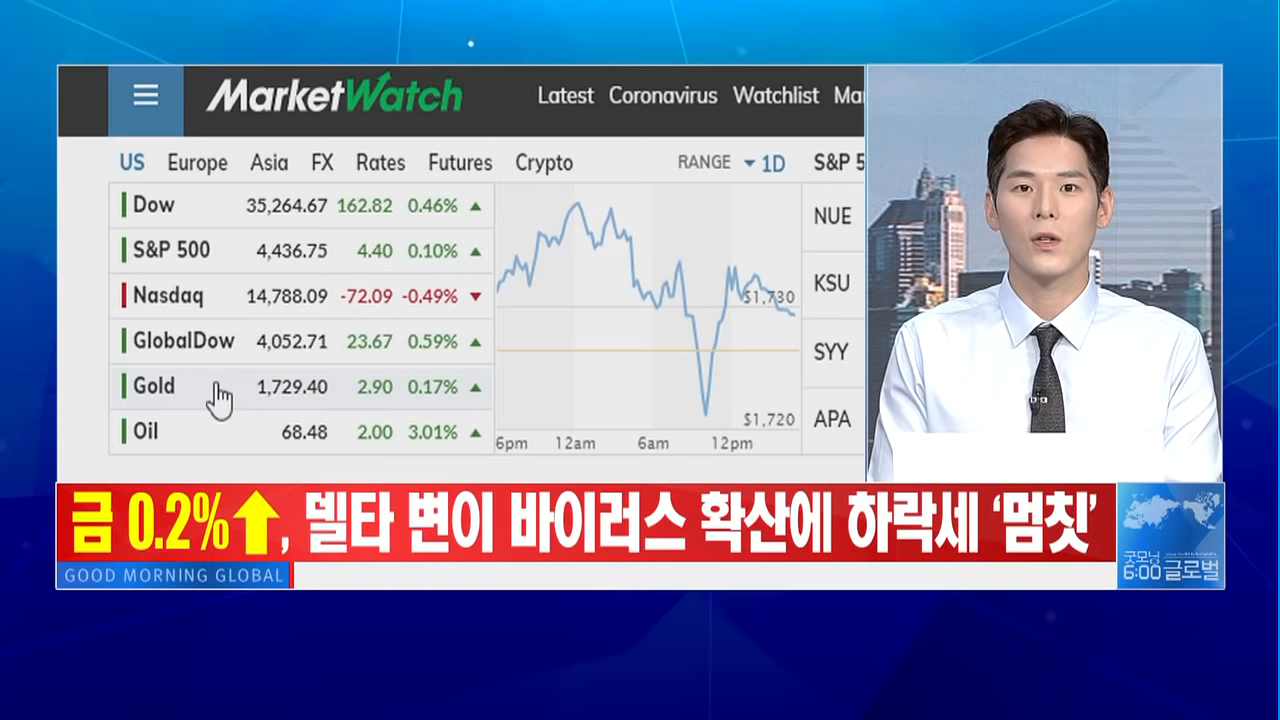 MarketWatch
Latest Coronavirus Watchlist Mar
US Europe Asia FX Rates Futures Crypto RANGE 1D S&P 5
Dow 35,264.67 162.82 0.46%
S&P 500 4,436.75 4.40 0.10%
Nasdaq 14,788.09 -72.09 -0.49%
GlobalDow 4,052.71 23.67 0.59%
Gold 1,729.40 2.90 0.17%
Oil 68.48 2.00 3.01%
$1,730
$1,720
6pm 12am 6am 12pm
NUE
KSU
SYY
APA
금 0.2%⬆, 델타 변이 바이러스 확산에 하락세 ‘멈칫’
GOOD MORNING GLOBAL
굿모닝
6:00 글로벌